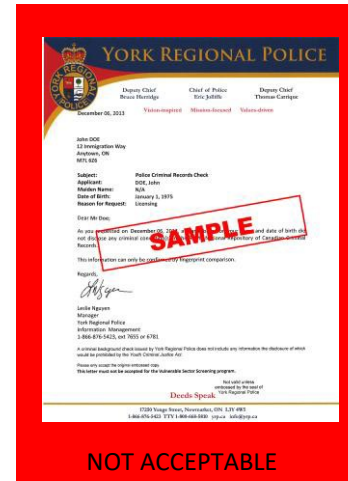 YORK REGIONAL POLICE
Deputy Chief Chief of Police Deputy Chief
Bruce Herridge Eric Jolliffe Thomas Carrique
December 06, 2013 Vision-inspired Mission-focused Values-driven
John DOE
12 Immigration Way
Anytown, ON
Subject: Police Criminal Records Check
Applicant: DOE, John
Maiden Name: N/A
Date of Birth: January 1, 1975
Reason for Request: Licensing
Dear Mr Doe;
As you requested on December 06, and date of birth did
not disclose any criminal Repository of Canadian Criminal
Records.
SAMPLE
This information can only be confirmed by fingerprint comparison.
Regards,
Leslie Nguyen
Manager
York Regional Police
Information Management
1-866-876-5423, ext 7655 or 6781
A criminal background check issued by York Regional Police does not include any information the disclosure of which
would be prohibited by the Youth Criminal Justice Act
Please only accept the original embossed copy.
This letter must not be accepted for the Vulnerable Sector Screening program.
Not valid unless
embossed by the seal of
York Regional Police
Deeds Speak
17250 Yonge Street, Newmarket, ON L3Y 4W5
1-866-876-5423 yrp.ca info@yrp.ca
NOT ACCEPTABLE